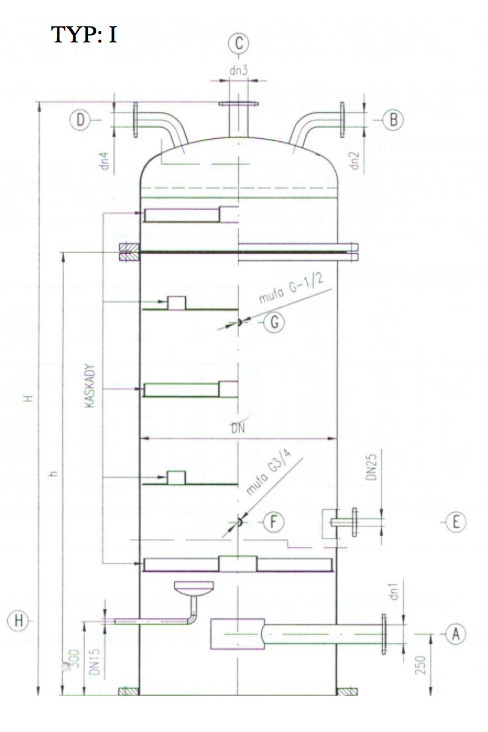 TYP: I
C
dn3
D
B
dn4
dn2
mufa G-1/2
G
KASKADY
H
h
DN
mufa G3/4
DN25
F
E
H
dn1
A
300
DN15
250